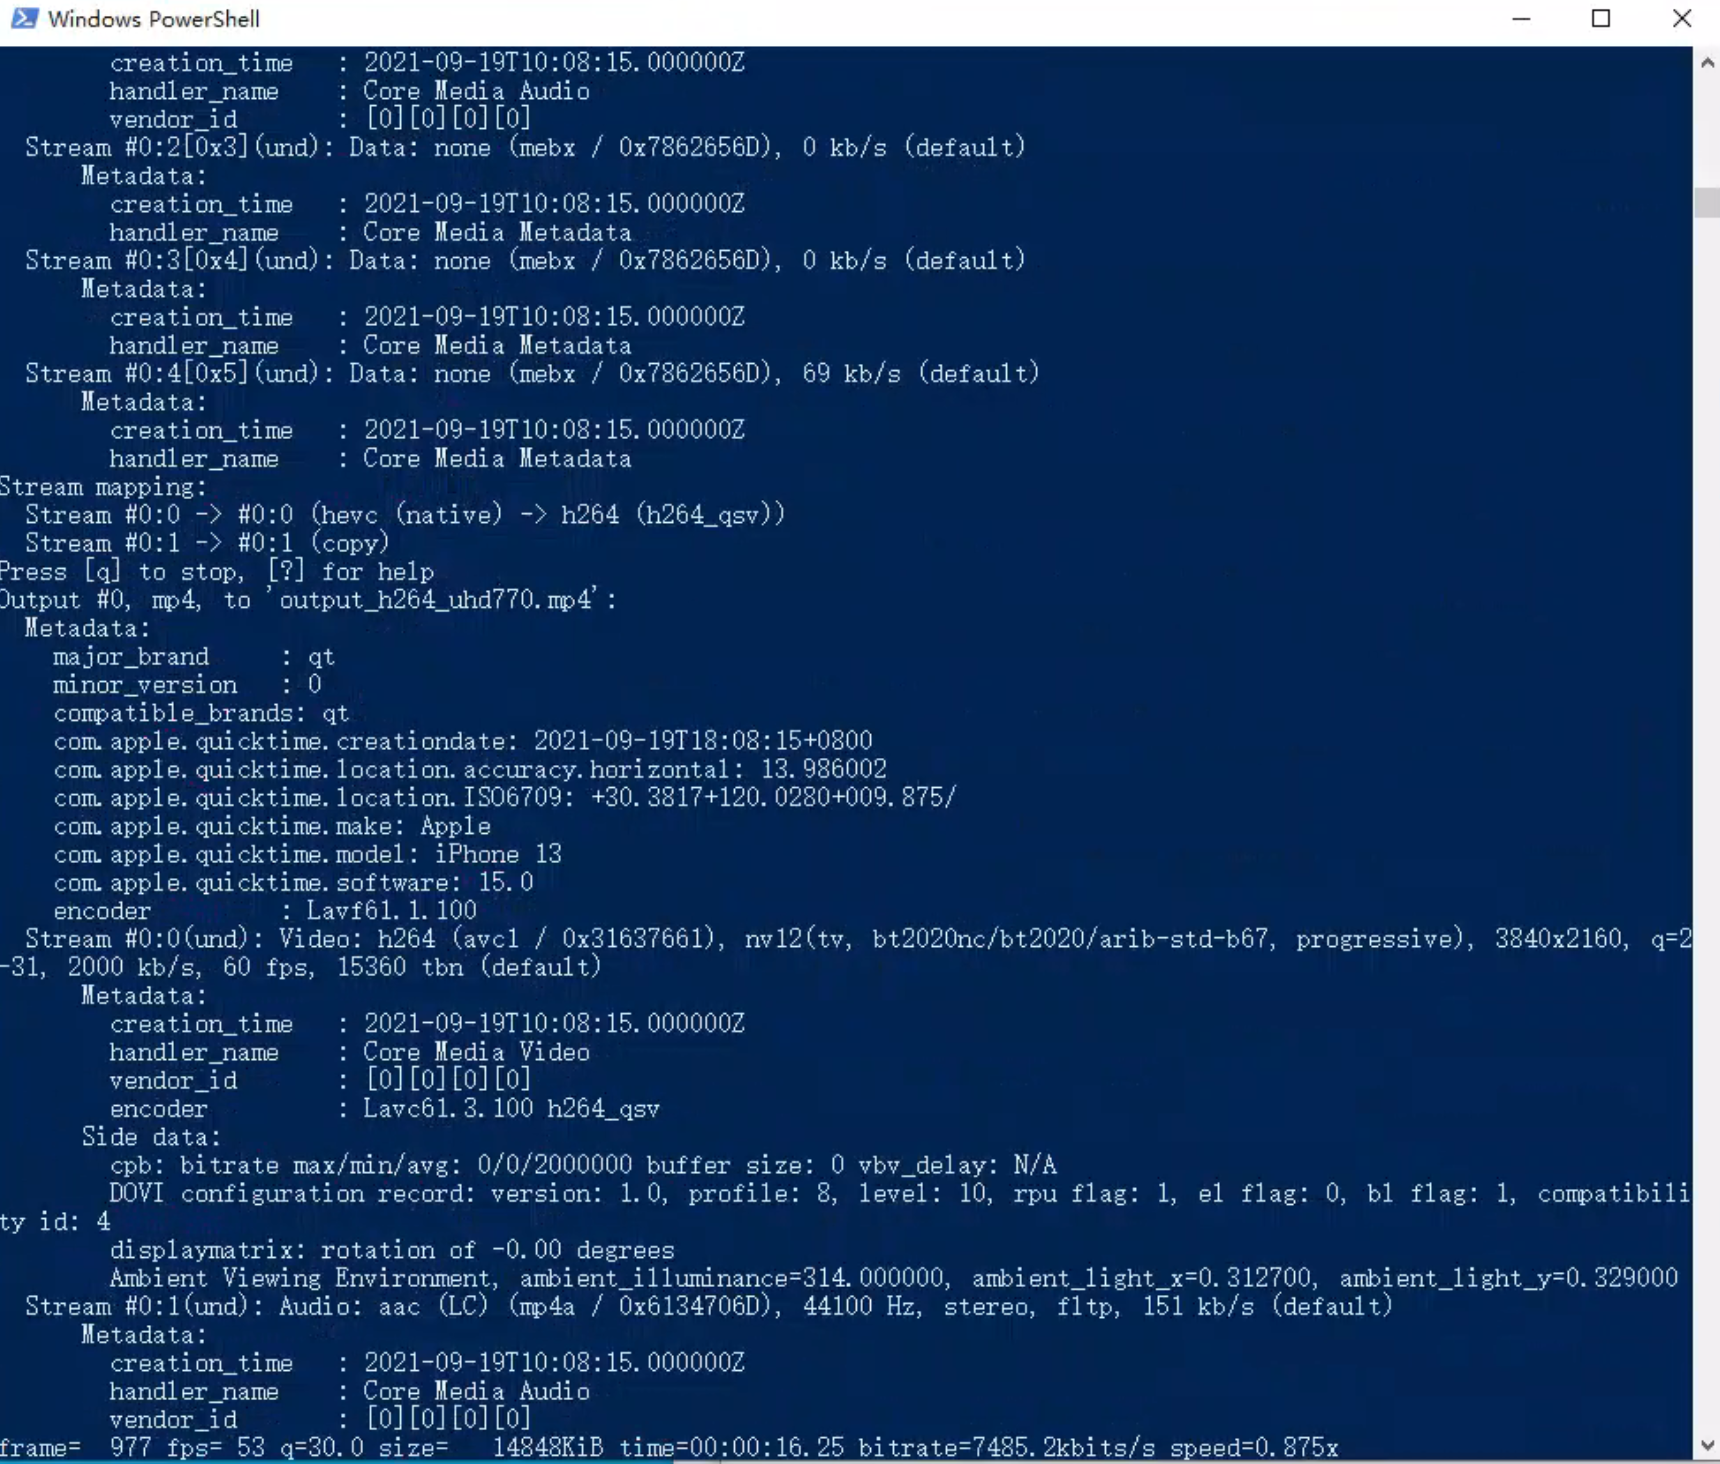 Windows PowerShell
creation_time : 2021-09-19T10:08:15.000000Z
handler_name : Core Media Audio
vendor_id : [0][0][0][0]
Stream #0:2[0x3](und): Data: none (mebx / 0x7862656D), 0 kb/s (default)
Metadata:
creation_time : 2021-09-19T10:08:15.000000Z
handler_name : Core Media Metadata
Stream #0:3[0x4](und): Data: none (mebx / 0x7862656D), 0 kb/s (default)
Metadata:
creation_time : 2021-09-19T10:08:15.000000Z
handler_name : Core Media Metadata
Stream #0:4[0x5](und): Data: none (mebx / 0x7862656D), 69 kb/s (default)
Metadata:
creation_time : 2021-09-19T10:08:15.000000Z
handler_name : Core Media Metadata
Stream mapping:
Stream #0:0 -> #0:0 (hevc (native) -> h264 (h264_qsv))
Stream #0:1 -> #0:1 (copy)
Press [q] to stop, [?] for help
Output #0, mp4, to 'output_h264_uhd770.mp4':
Metadata:
major_brand : qt
minor_version : 0
compatible_brands: qt
com.apple.quicktime.creationdate: 2021-09-19T18:08:15+0800
com.apple.quicktime.location.accuracy.horizontal: 13.986002
com.apple.quicktime.location.ISO6709: +30.3817+120.0280+009.875/
com.apple.quicktime.make: Apple
com.apple.quicktime.model: iPhone 13
com.apple.quicktime.software: 15.0
encoder : Lavf61.1.100
Stream #0:0(und): Video: h264 (avc1 / 0x31637661), nv12(tv, bt2020nc/bt2020/arib-std-b67, progressive), 3840x2160, q=2
-31, 2000 kb/s, 60 fps, 15360 tbn (default)
Metadata:
creation_time : 2021-09-19T10:08:15.000000Z
handler_name : Core Media Video
vendor_id : [0][0][0][0]
encoder : Lavc61.3.100 h264_qsv
Side data:
cpb: bitrate max/min/avg: 0/0/2000000 buffer size: 0 vbv_delay: N/A
DOVI configuration record: version: 1.0, profile: 8, level: 10, rpu flag: 1, el flag: 0, bl flag: 1, compatibili
ty id: 4
displaymatrix: rotation of -0.00 degrees
Ambient Viewing Environment, ambient_illuminance=314.000000, ambient_light_x=0.312700, ambient_light_y=0.329000
Stream #0:1(und): Audio: aac (LC) (mp4a / 0x6134706D), 44100 Hz, stereo, fltp, 151 kb/s (default)
Metadata:
creation_time : 2021-09-19T10:08:15.000000Z
handler_name : Core Media Audio
vendor_id : [0][0][0][0]
frame= 977 fps= 53 q=30.0 size= 14848KiB time=00:00:16.25 bitrate=7485.2kbits/s speed=0.875x